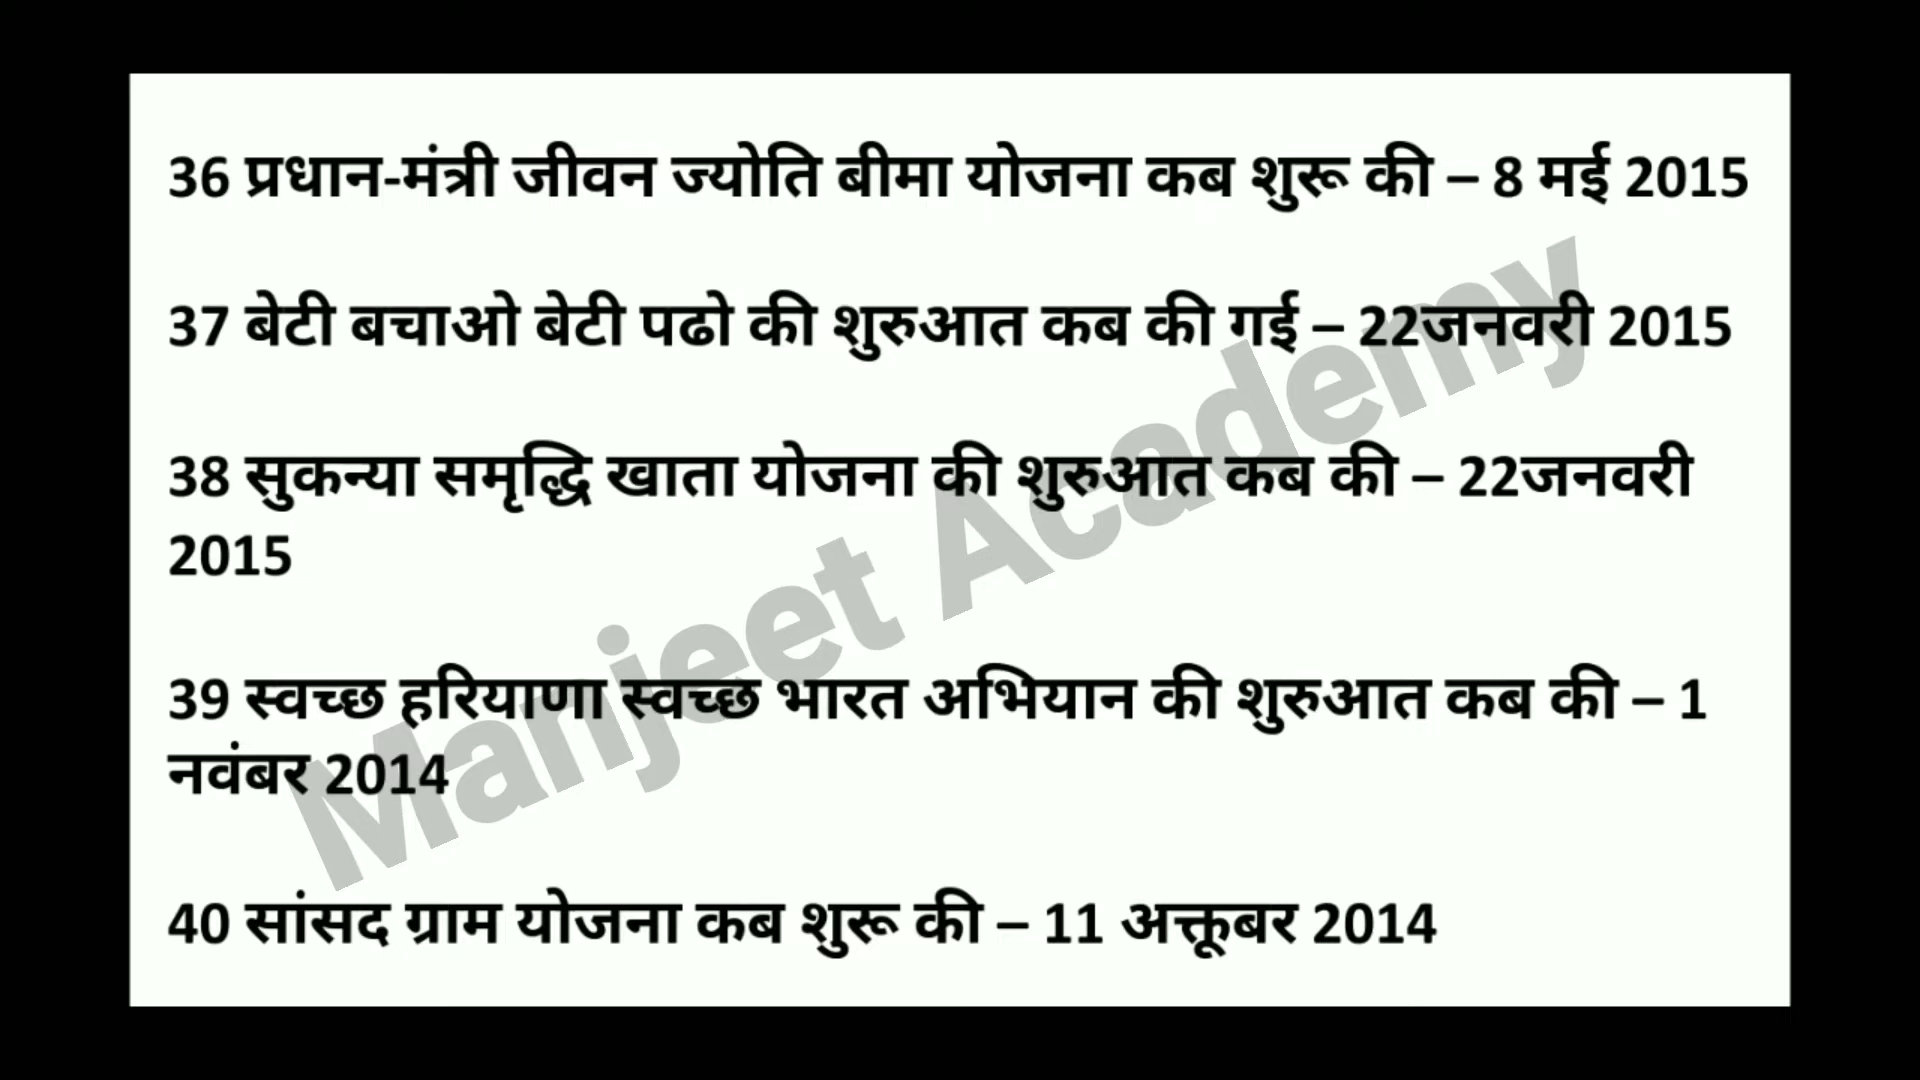 36 प्रधान-मंत्री जीवन ज्योति बीमा योजना कब शुरू की – 8 मई 2015
37 बेटी बचाओ बेटी पढो की शुरुआत कब की गई – 22जनवरी 2015
38 सुकन्या समृद्धि खाता योजना की शुरुआत कब की – 22जनवरी
2015
39 स्वच्छ हरियाणा स्वच्छ भारत अभियान की शुरुआत कब की – 1
नवंबर 2014
40 सांसद ग्राम योजना कब शुरू की – 11 अक्तूबर 2014
Manjeet Academy